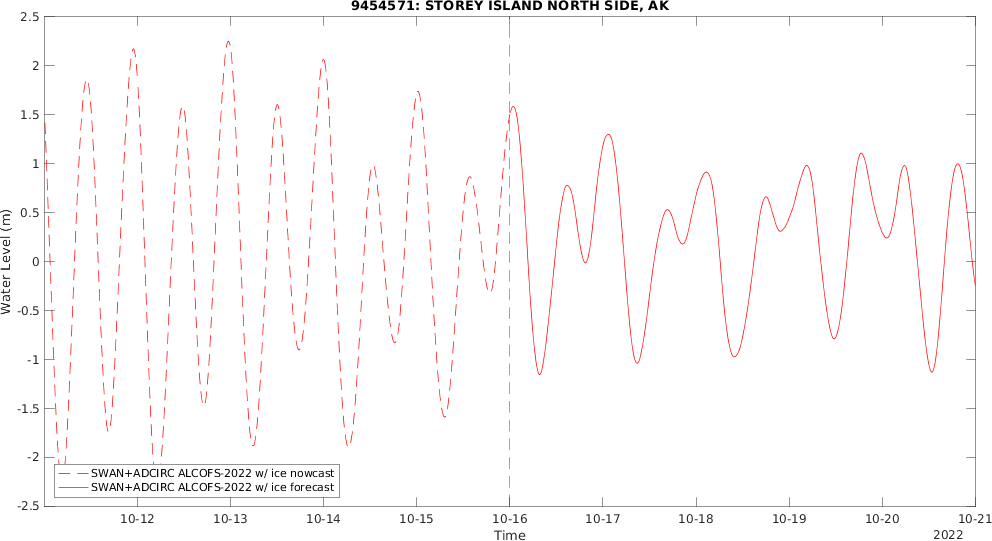 9454571: STOREY ISLAND NORTH SIDE, AK
2.5
2
1.5
1
0.5
0
-0.5
-1
-1.5
-2
-2.5
Water Level (m)
SWAN+ADCIRC ALCOFS-2022 w/ ice nowcast
SWAN+ADCIRC ALCOFS-2022 w/ ice forecast
10-12 10-13 10-14 10-15 10-16 10-17 10-18 10-19 10-20 10-21
Time
2022